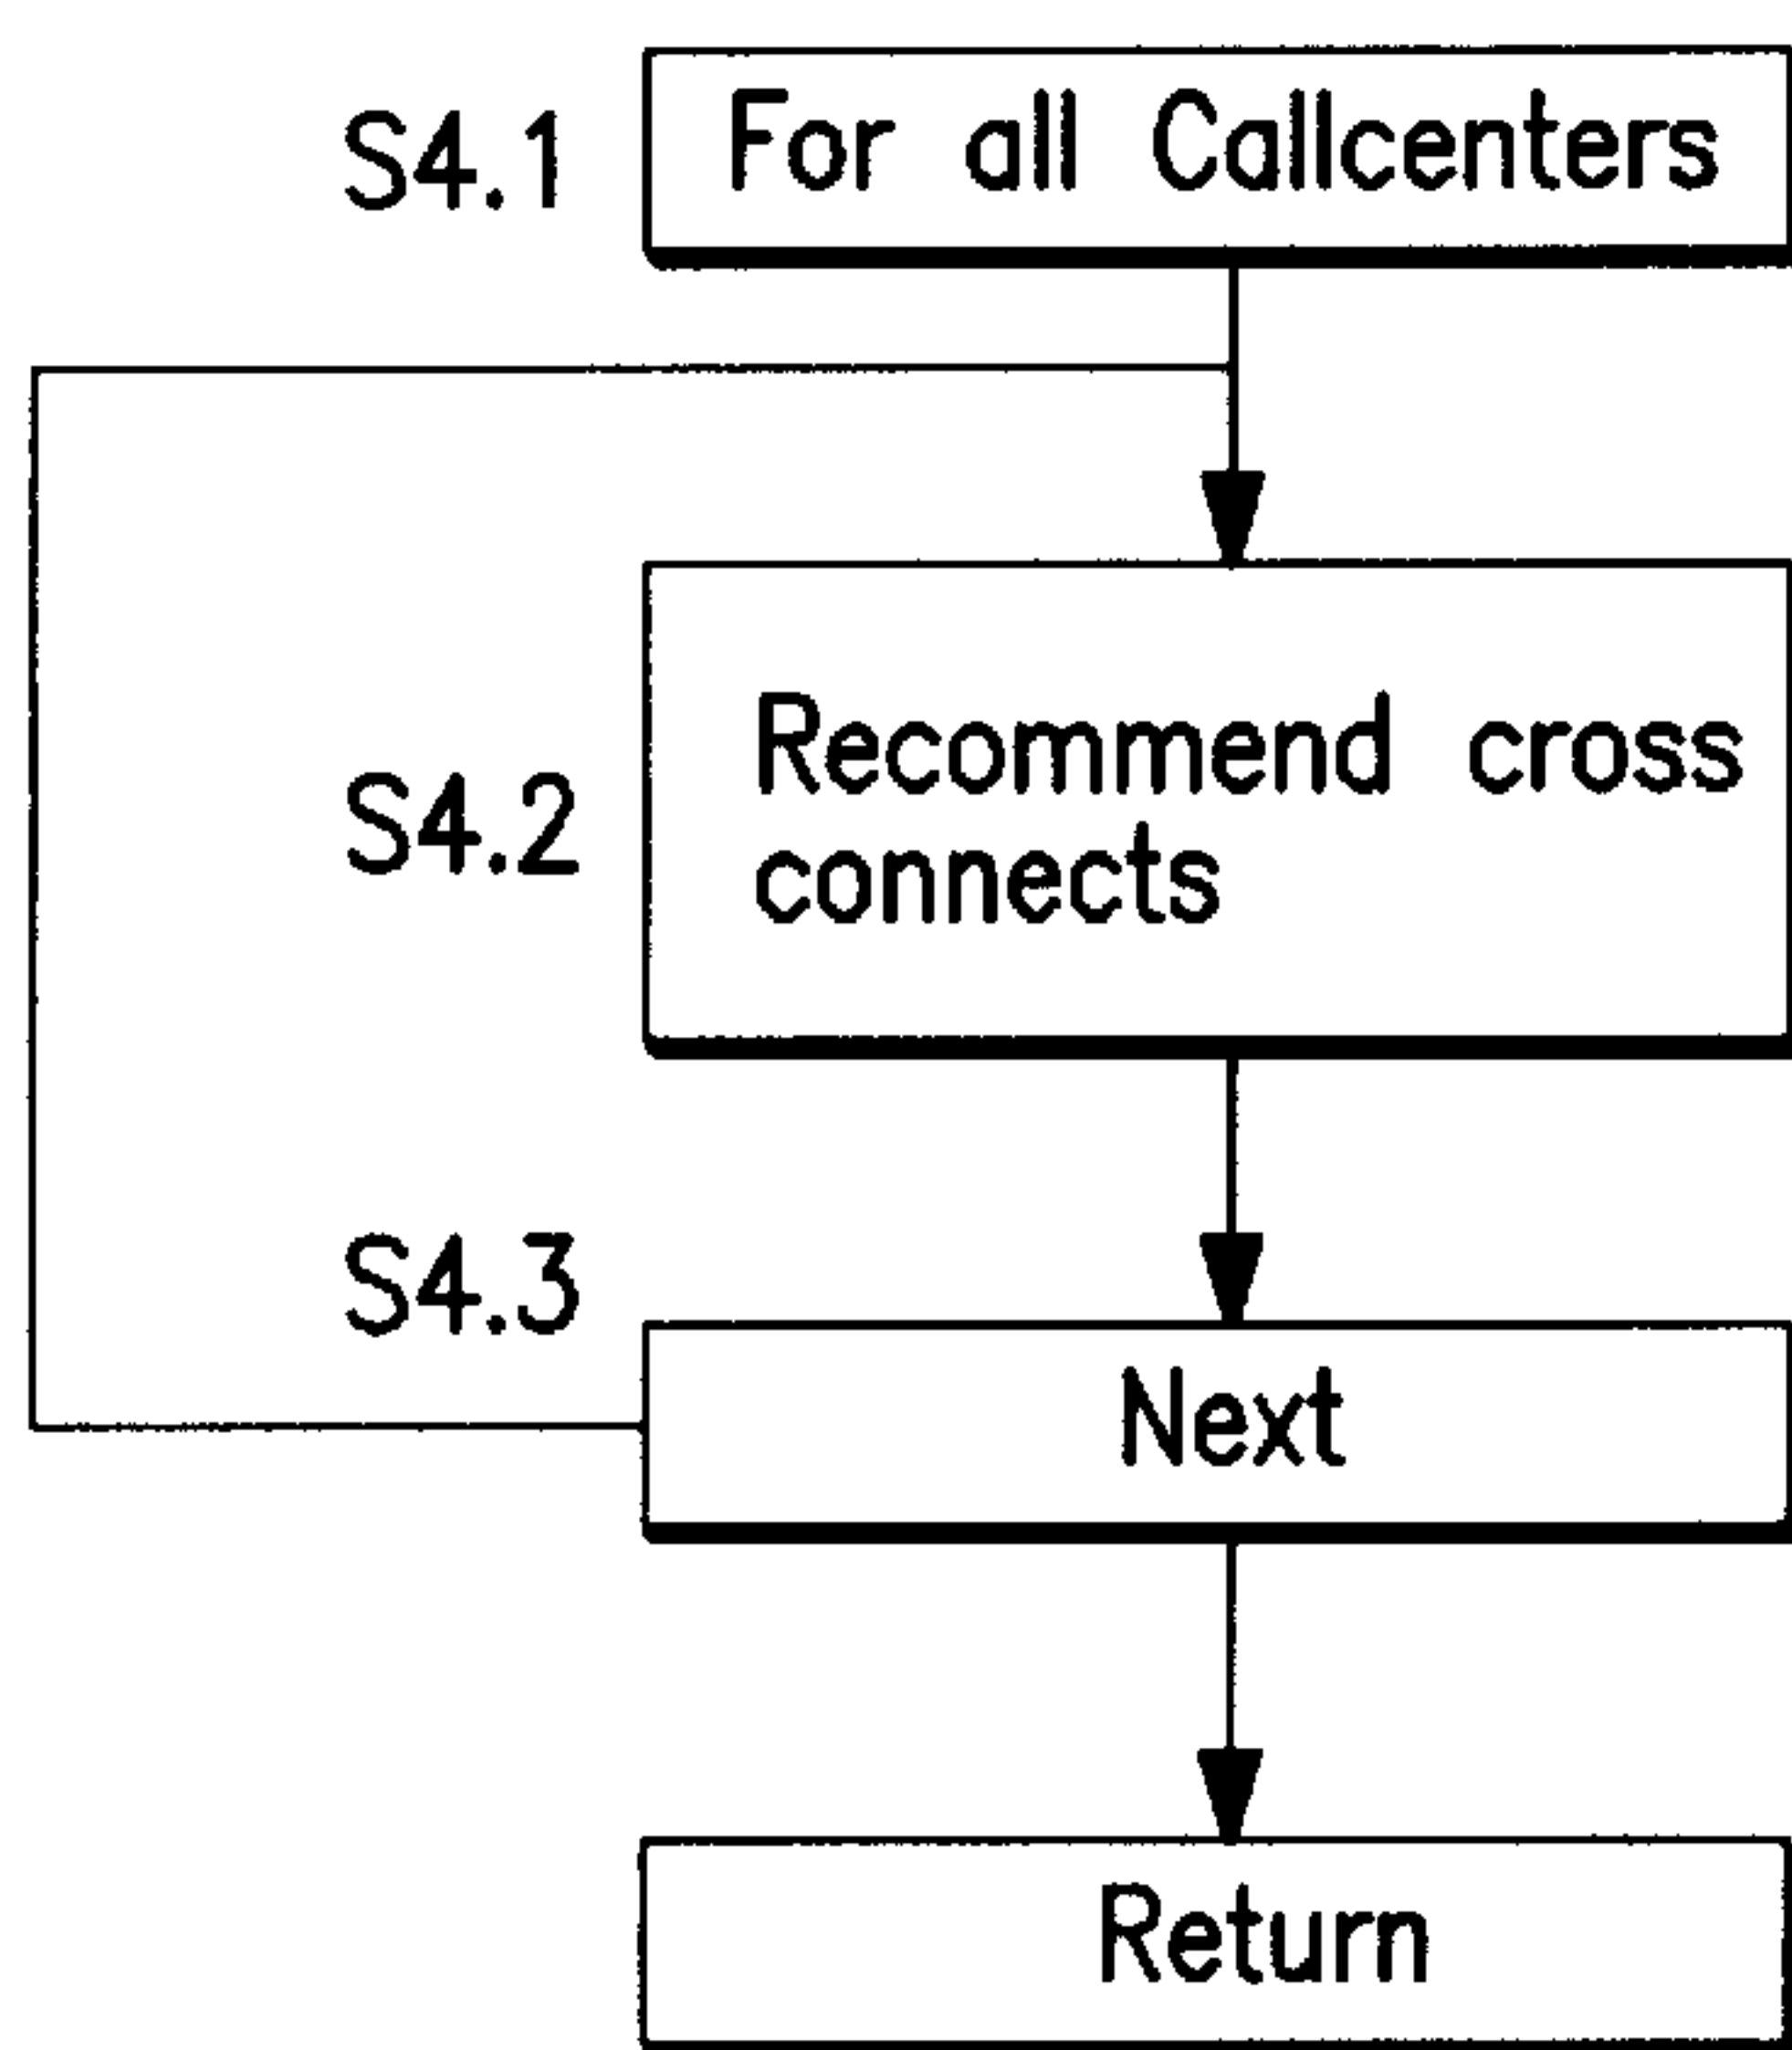 S4.1
For all Callcenters
S4.2
Recommend cross
connects
S4.3
Next
Return